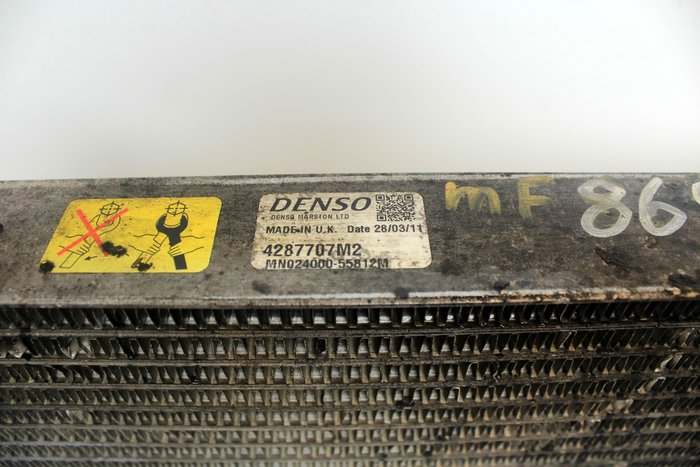 DENSO
DENSO MARSTON LTD
MADE IN U.K. Date 28/03/11
4287707M2
MN024000-55812M
MF 86